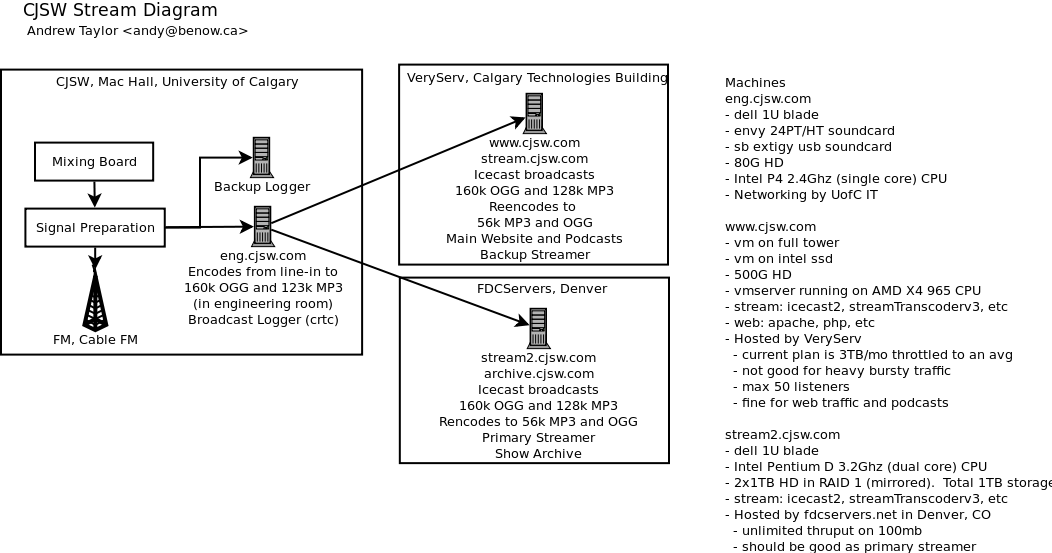 CJSW Stream Diagram
Andrew Taylor <andy@benow.ca>
CJSW, Mac Hall, University of Calgary
Mixing Board
Signal Preparation
FM, Cable FM
Backup Logger
eng.cjsw.com
Encodes from line-in to
160k OGG and 123k MP3
(in engineering room)
Broadcast Logger (crtc)
VeryServ, Calgary Technologies Building
www.cjsw.com
stream.cjsw.com
Icecast broadcasts
160k OGG and 128k MP3
Reencodes to
56k MP3 and OGG
Main Website and Podcasts
Backup Streamer
FDCServers, Denver
stream2.cjsw.com
archive.cjsw.com
Icecast broadcasts
160k OGG and 128k MP3
Rencodes to 56k MP3 and OGG
Primary Streamer
Show Archive
Machines
eng.cjsw.com
- dell 1U blade
- envy 24PT/HT soundcard
- sb extigy usb soundcard
- 80G HD
- Intel P4 2.4Ghz (single core) CPU
- Networking by UofC IT
www.cjsw.com
- vm on full tower
- vm on intel ssd
- 500G HD
- vmserver running on AMD X4 965 CPU
- stream: icecast2, streamTranscoderv3, etc
- web: apache, php, etc
- Hosted by VeryServ
- current plan is 3TB/mo throttled to an avg
- not good for heavy bursty traffic
- max 50 listeners
- fine for web traffic and podcasts
stream2.cjsw.com
- dell 1U blade
- Intel Pentium D 3.2Ghz (dual core) CPU
- 2x1TB HD in RAID 1 (mirrored).  Total 1TB storage
- stream: icecast2, streamTranscoderv3, etc
- Hosted by fdcservers.net in Denver, CO
- unlimited thruput on 100mb
- should be good as primary streamer